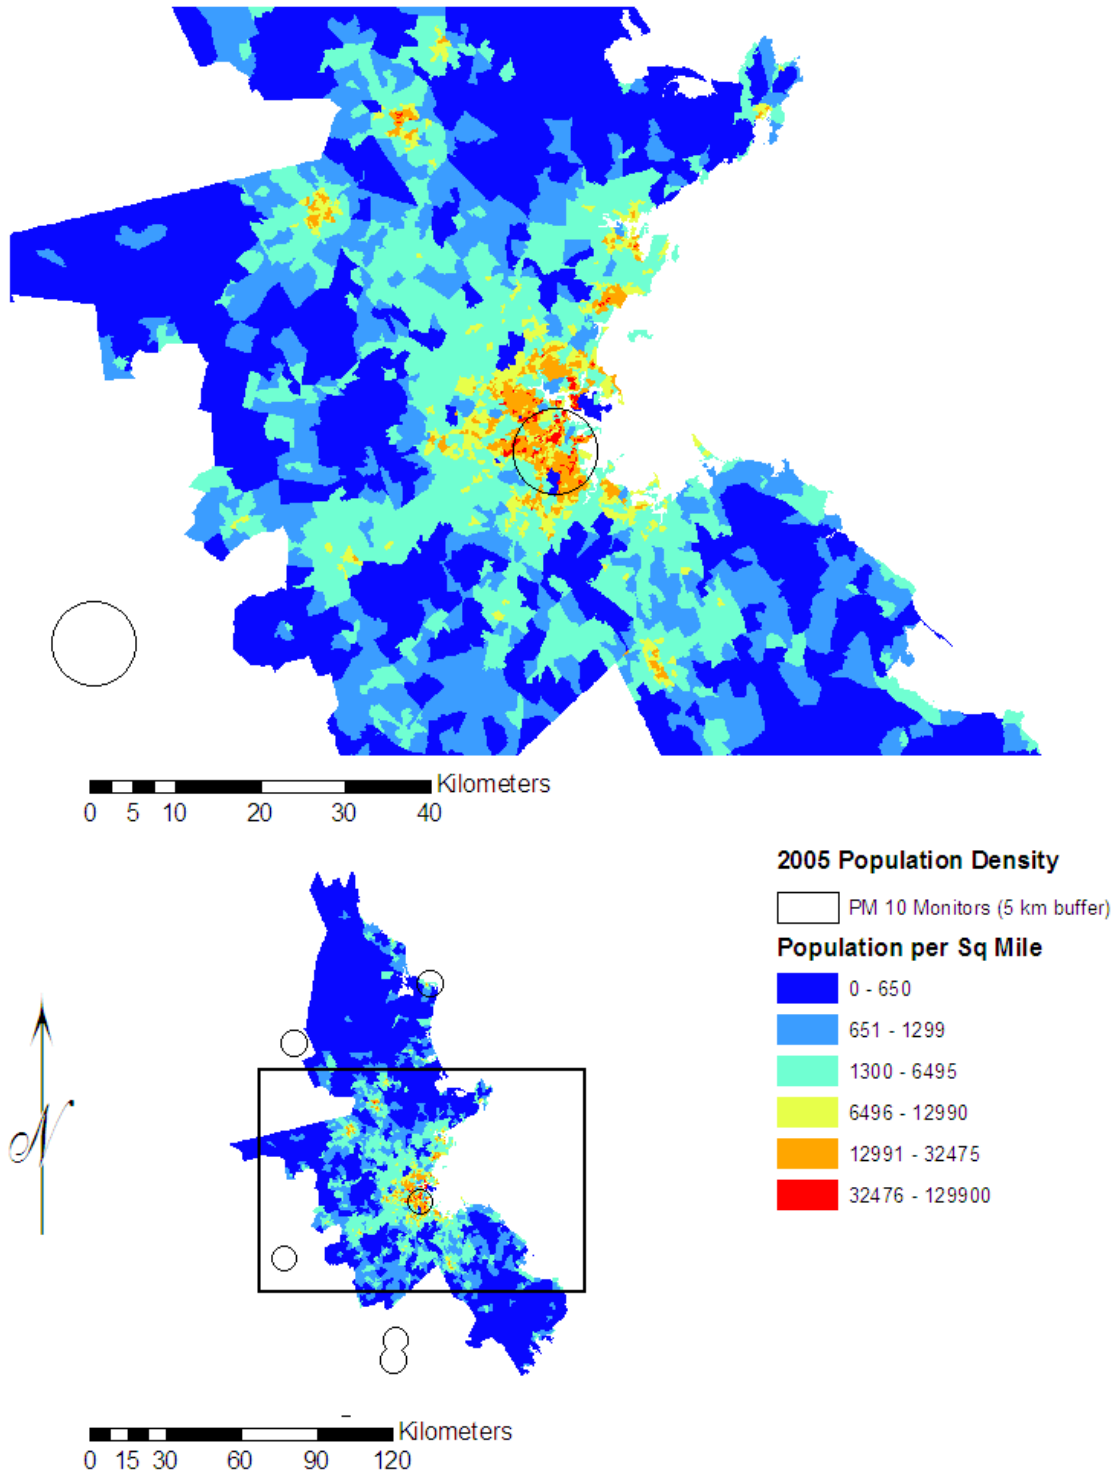 Kilometers
0 5 10 20 30 40
2005 Population Density
PM 10 Monitors (5 km buffer)
Population per Sq Mile
0 - 650
651 - 1299
1300 - 6495
6496 - 12990
12991 - 32475
32476 - 129900
N
Kilometers
0 15 30 60 90 120